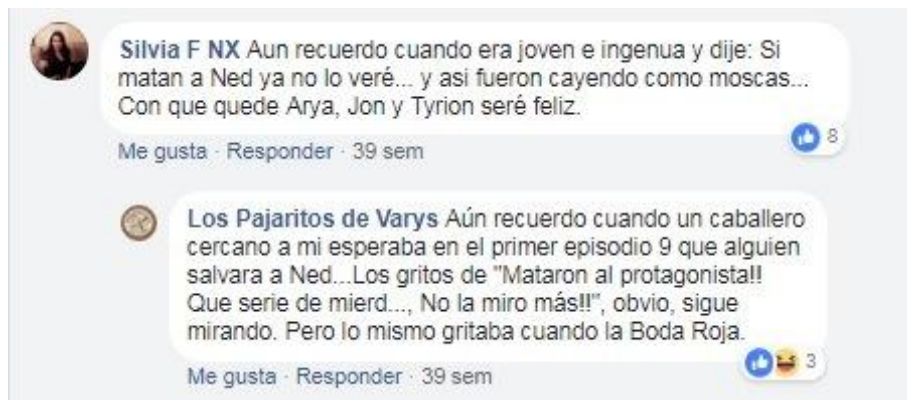 Silvia F NX Aun recuerdo cuando era joven e ingenua y dije: Si
matan a Ned ya no lo veré... y asi fueron cayendo como moscas...
Con que quede Arya, Jon y Tyrion seré feliz.
8
Me gusta · Responder · 39 sem
Los Pajaritos de Varys Aún recuerdo cuando un caballero
cercano a mi esperaba en el primer episodio 9 que alguien
salvara a Ned...Los gritos de "Mataron al protagonista!!
Que serie de mierd..., No la miro más!!", obvio, sigue
mirando. Pero lo mismo gritaba cuando la Boda Roja.
3
Me gusta · Responder · 39 sem